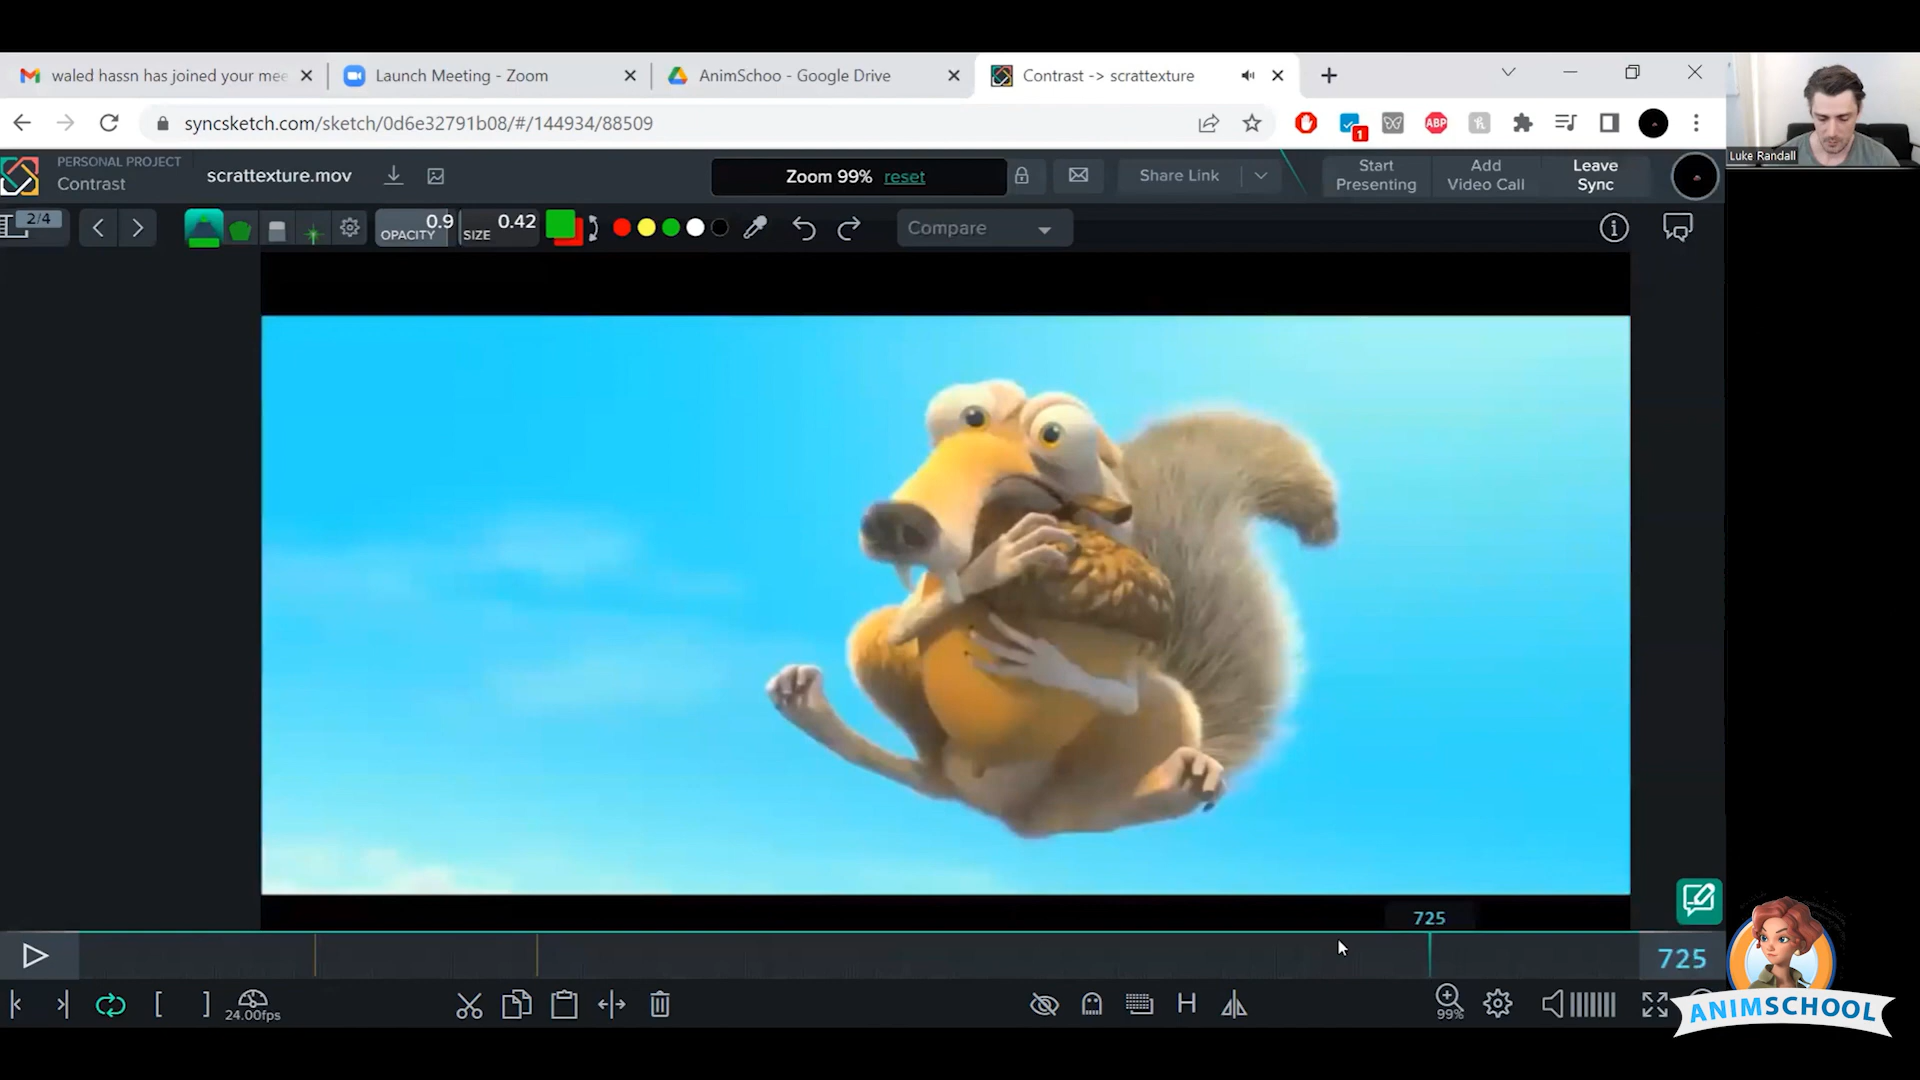 waled hassn has joined your mee
Launch Meeting - Zoom
AnimSchoo - Google Drive
Contrast -> scrattexture
syncsketch.com/sketch/0d6e32791b08/#/144934/88509
ABP
1
Luke Randall
PERSONAL PROJECT
Contrast
scrattexture.mov
Zoom 99% reset
Share Link
Start
Presenting
Add
Video Call
Leave
Sync
2/4
OPACITY 0.9
SIZE 0.42
Compare
725
725
24.00fps
H
99%
ANIMSCHOOL